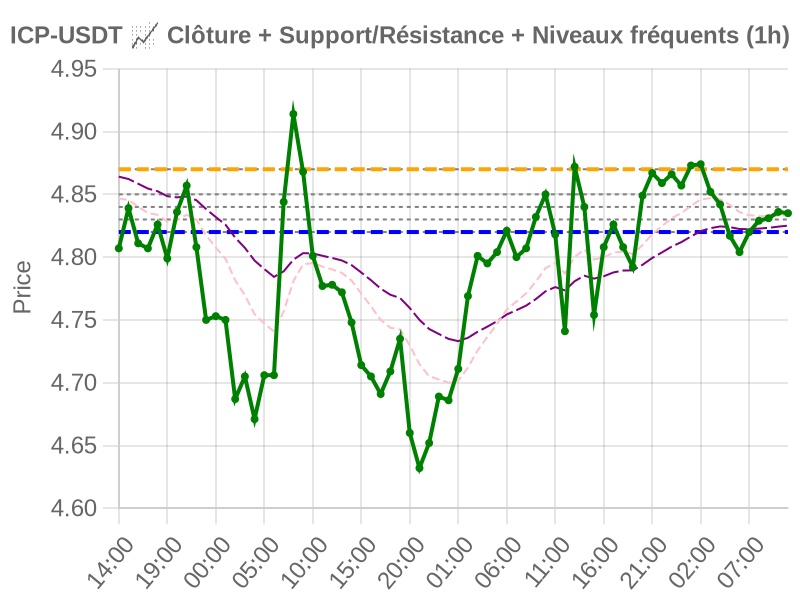 ICP-USDT 📈 Clôture + Support/Résistance + Niveaux fréquents (1h)
4.95
4.90
4.85
4.80
4.75
4.70
4.65
4.60
Price
14:00 19:00 00:00 05:00 10:00 15:00 20:00 01:00 06:00 11:00 16:00 21:00 02:00 07:00